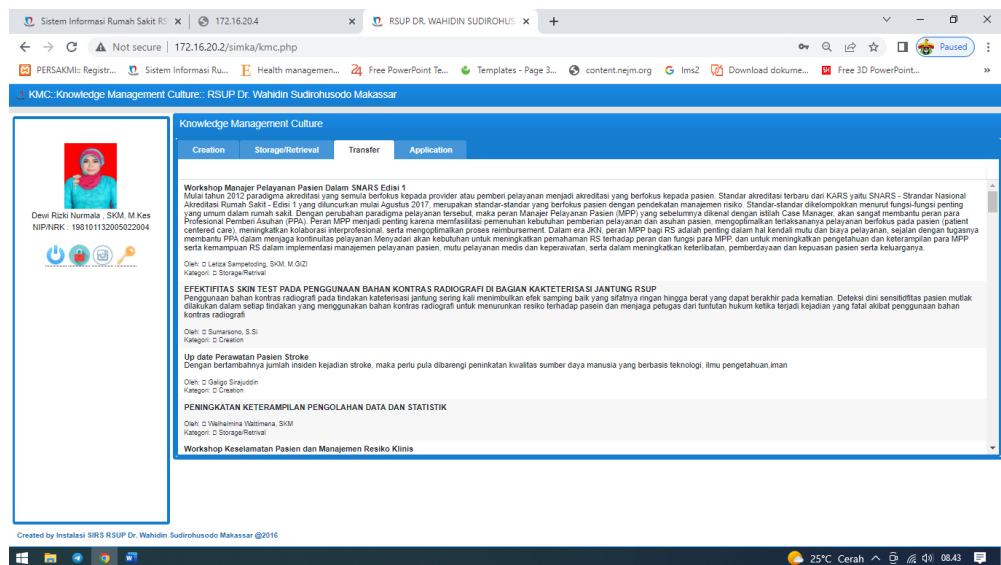 Sistem Informasi Rumah Sakit RS
172.16.20.4
RSUP DR. WAHIDIN SUDIROHUS
Not secure
172.16.20.2/simka/kmc.php
Paused
PERSAKMI:: Registr...
Sistem Informasi Ru...
Health managemen...
Free PowerPoint Te...
Templates - Page 3...
content.nejm.org
Ims2
Download dokume...
Free 3D PowerPoint...
KMC::Knowledge Management Culture:: RSUP Dr. Wahidin Sudirohusodo Makassar
Dewi Rizki Nurmala , SKM, M.Kes
NIP/NRK : 198101132005022004
Knowledge Management Culture
Creation
Storage/Retrieval
Transfer
Application
Workshop Manajer Pelayanan Pasien Dalam SNARS Edisi 1
Mulai tahun 2012 paradigma akreditasi yang semula berfokus kepada provider atau pemberi pelayanan menjadi akreditasi yang berfokus kepada pasien. Standar akreditasi terbaru dari KARS yaitu SNARS - Strandar Nasional
Akreditasi Rumah Sakit - Edisi 1 yang diluncurkan mulai Agustus 2017, merupakan standar-standar yang berfokus pasien dengan pendekatan manajemen risiko. Standar-standar dikelompokkan menurut fungsi-fungsi penting
yang umum dalam rumah sakit. Dengan perubahan paradigma pelayanan tersebut, maka peran Manajer Pelayanan Pasien (MPP) yang sebelumnya dikenal dengan istilah Case Manager, akan sangat membantu peran para
Profesional Pemberi Asuhan (PPA). Peran MPP menjadi penting karena memfasilitasi pemenuhan kebutuhan pemberian pelayanan dan asuhan pasien, mengoptimalkan terlaksananya pelayanan berfokus pada pasien (patient
centered care), meningkatkan kolaborasi interprofesional, serta mengoptimalkan proses reimbursement. Dalam era JKN, peran MPP bagi RS adalah penting dalam hal kendali mutu dan biaya pelayanan, sejalan dengan tugasnya
membantu PPA dalam menjaga kontinuitas pelayanan.Menyadari akan kebutuhan untuk meningkatkan pemahaman RS terhadap peran dan fungsi para MPP, dan untuk meningkatkan pengetahuan dan keterampilan para MPP
serta kemampuan RS dalam implementasi manajemen pelayanan pasien, mutu pelayanan medis dan keperawatan, serta dalam meningkatkan keterlibatan, pemberdayaan dan kepuasan pasien serta keluarganya.
Oleh: Letiza Sampetoding, SKM, M.GIZI
Kategori: Storage/Retrival
EFEKTIFITAS SKIN TEST PADA PENGGUNAAN BAHAN KONTRAS RADIOGRAFI DI BAGIAN KAKTETERISASI JANTUNG RSUP
Penggunaan bahan kontras radiografi pada tindakan kateterisasi jantung sering kali menimbulkan efek samping baik yang sifatnya ringan hingga berat yang dapat berakhir pada kematian. Deteksi dini sensitidfitas pasien mutlak
dilakukan dalam setiap tindakan yang menggunakan bahan kontras radiografi untuk menurunkan resiko terhadap pasein dan menjaga petugas dari tuntutan hukum ketika terjadi kejadian yang fatal akibat penggunaan bahan
kontras radiografi
Oleh: Sumarsono, S.Si
Kategori: Creation
Up date Perawatan Pasien Stroke
Dengan bertambahnya jumlah insiden kejadian stroke, maka perlu pula dibarengi peninkatan kwalitas sumber daya manusia yang berbasis teknologi, ilmu pengetahuan,iman
Oleh: Galigo Sirajuddin
Kategori: Creation
PENINGKATAN KETERAMPILAN PENGOLAHAN DATA DAN STATISTIK
Oleh: Welhelmina Wattimena, SKM
Kategori: Storage/Retrival
Workshop Keselamatan Pasien dan Manajemen Resiko Klinis
Created by Instalasi SIRS RSUP Dr. Wahidin Sudirohusodo Makassar @2016
25°C Cerah
08.43